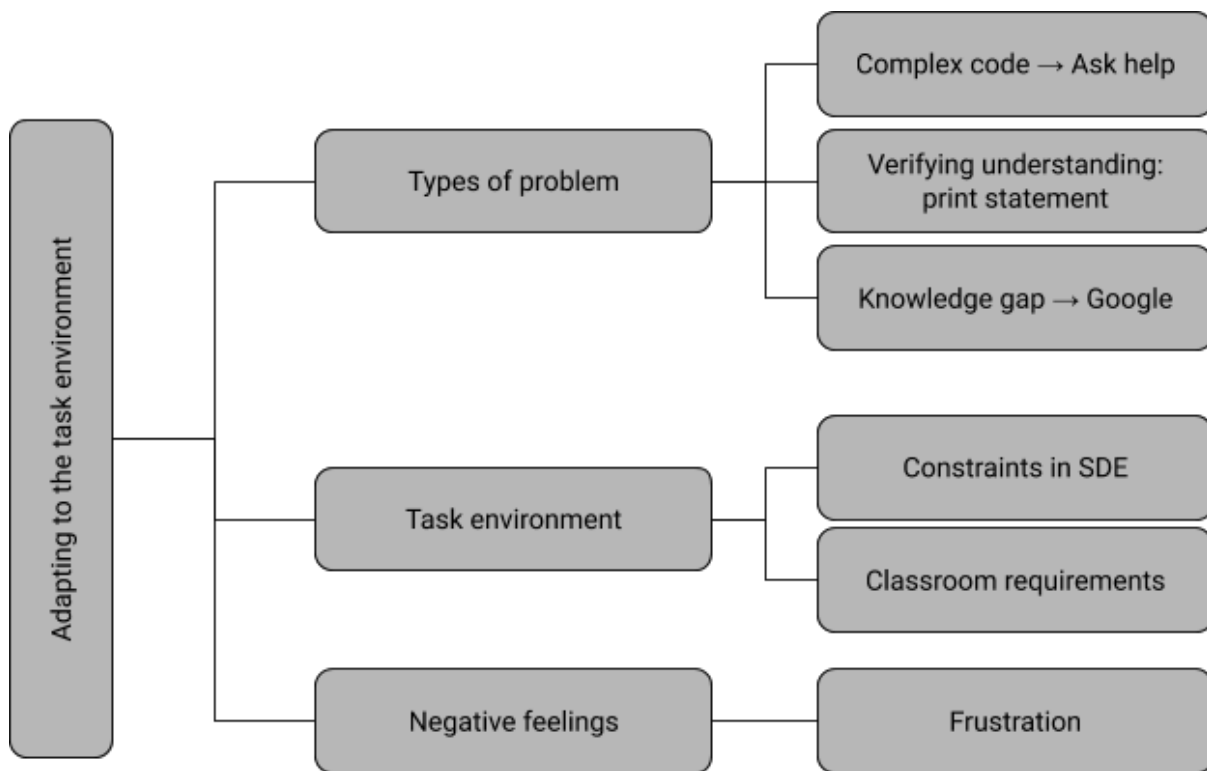 Adapting to the task environment
Types of problem
Complex code → Ask help
Verifying understanding:
print statement
Knowledge gap → Google
Task environment
Constraints in SDE
Classroom requirements
Negative feelings
Frustration